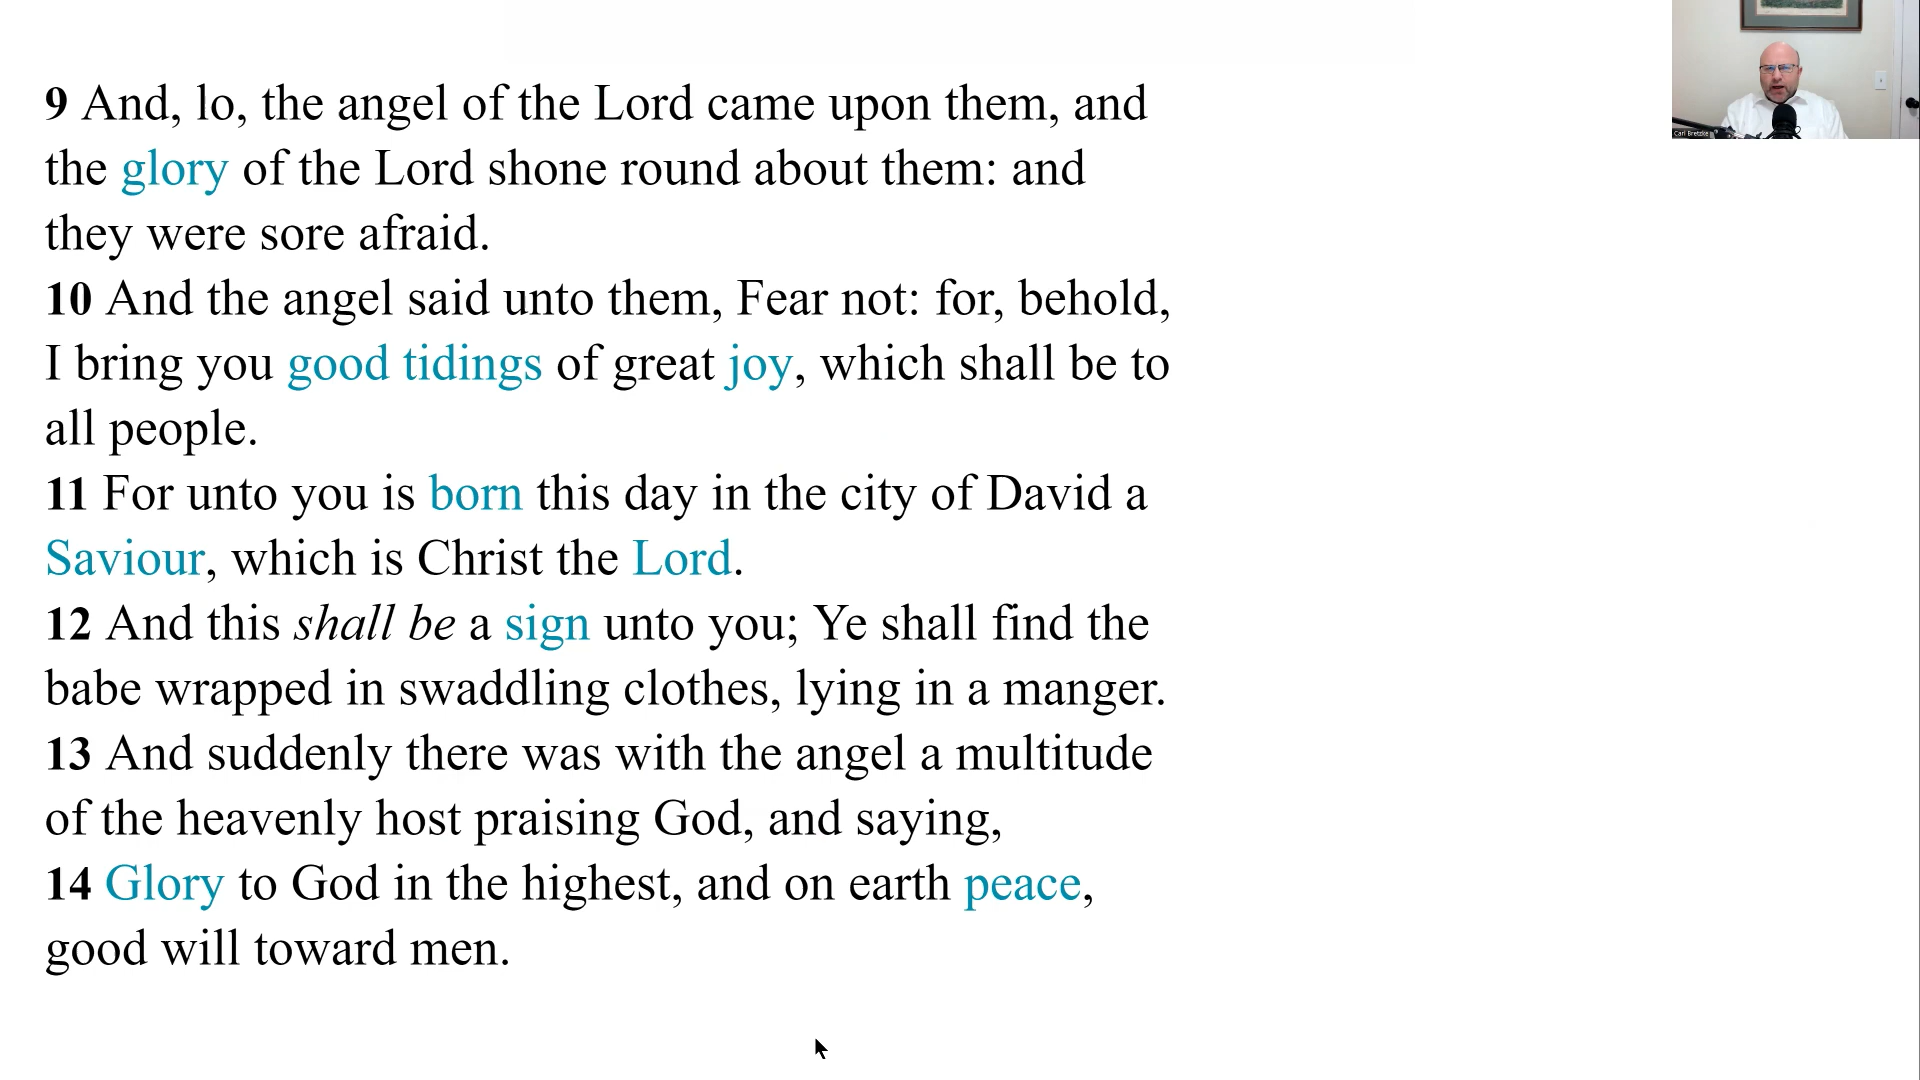 9 And, lo, the angel of the Lord came upon them, and
the glory of the Lord shone round about them: and
they were sore afraid.
10 And the angel said unto them, Fear not: for, behold,
I bring you good tidings of great joy, which shall be to
all people.
11 For unto you is born this day in the city of David a
Saviour, which is Christ the Lord.
12 And this shall be a sign unto you; Ye shall find the
babe wrapped in swaddling clothes, lying in a manger.
13 And suddenly there was with the angel a multitude
of the heavenly host praising God, and saying,
14 Glory to God in the highest, and on earth peace,
good will toward men.
Carl Bretzke